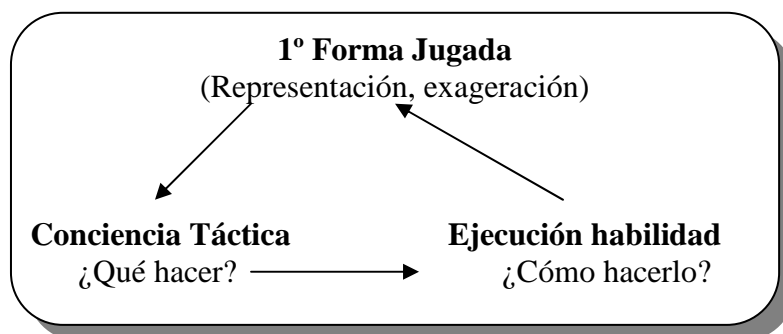 1º Forma Jugada
(Representación, exageración)
Conciencia Táctica
¿Qué hacer?
Ejecución habilidad
¿Cómo hacerlo?